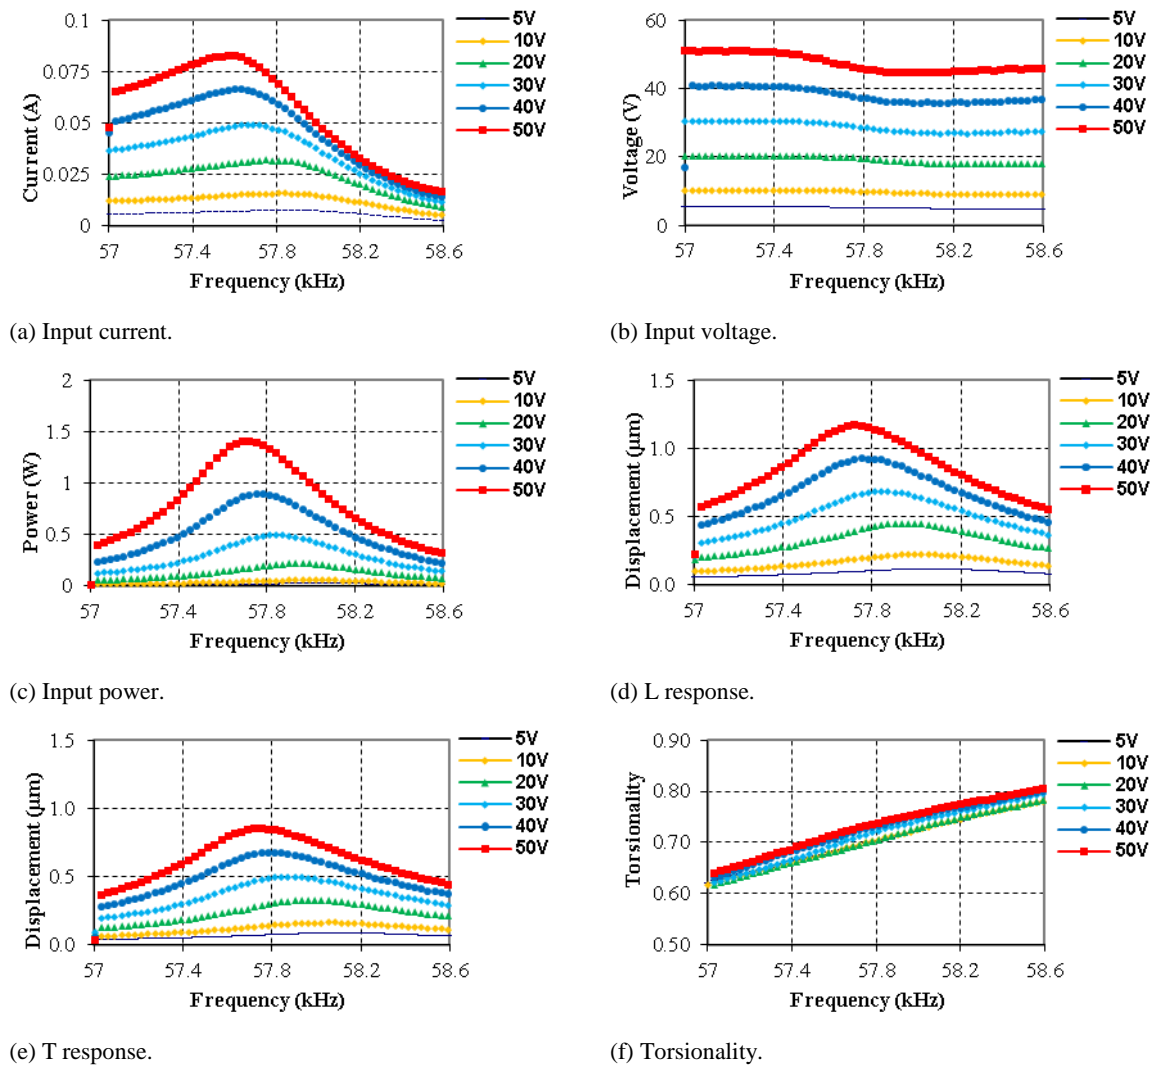 0.1
0.075
0.05
0.025
0
Current (A)
57 57.4 57.8 58.2 58.6
Frequency (kHz)
5V
10V
20V
30V
40V
50V
(a) Input current.
60
40
20
0
Voltage (V)
57 57.4 57.8 58.2 58.6
Frequency (kHz)
5V
10V
20V
30V
40V
50V
(b) Input voltage.
2
1.5
1
0.5
0
Power (W)
57 57.4 57.8 58.2 58.6
Frequency (kHz)
5V
10V
20V
30V
40V
50V
(c) Input power.
1.5
1.0
0.5
0.0
Displacement (μm)
57 57.4 57.8 58.2 58.6
Frequency (kHz)
5V
10V
20V
30V
40V
50V
(d) L response.
1.5
1.0
0.5
0.0
Displacement (μm)
57 57.4 57.8 58.2 58.6
Frequency (kHz)
5V
10V
20V
30V
40V
50V
(e) T response.
0.90
0.80
0.70
0.60
0.50
Torsionality
57 57.4 57.8 58.2 58.6
Frequency (kHz)
5V
10V
20V
30V
40V
50V
(f) Torsionality.